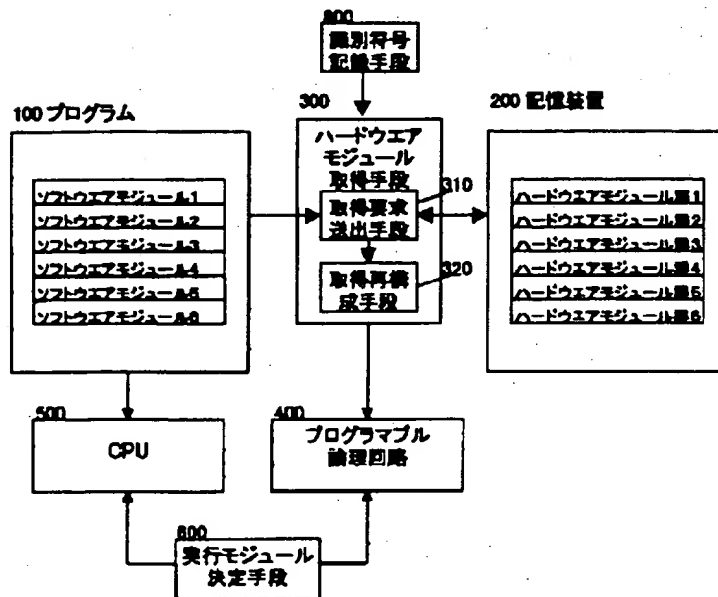 識別符号
記録手段
100 プログラム
300
200 記憶装置
ハードウエア
モジュール
取得手段
310
ソフトウエアモジュール1
ソフトウエアモジュール2
ソフトウエアモジュール3
ソフトウエアモジュール4
ソフトウエアモジュール5
ソフトウエアモジュール6
取得要求
送出手段
320
取得再構
成手段
ハードウエアモジュール群1
ハードウエアモジュール群2
ハードウエアモジュール群3
ハードウエアモジュール群4
ハードウエアモジュール群5
ハードウエアモジュール群6
500
CPU
400
プログラマブル
論理回路
600
実行モジュール
決定手段